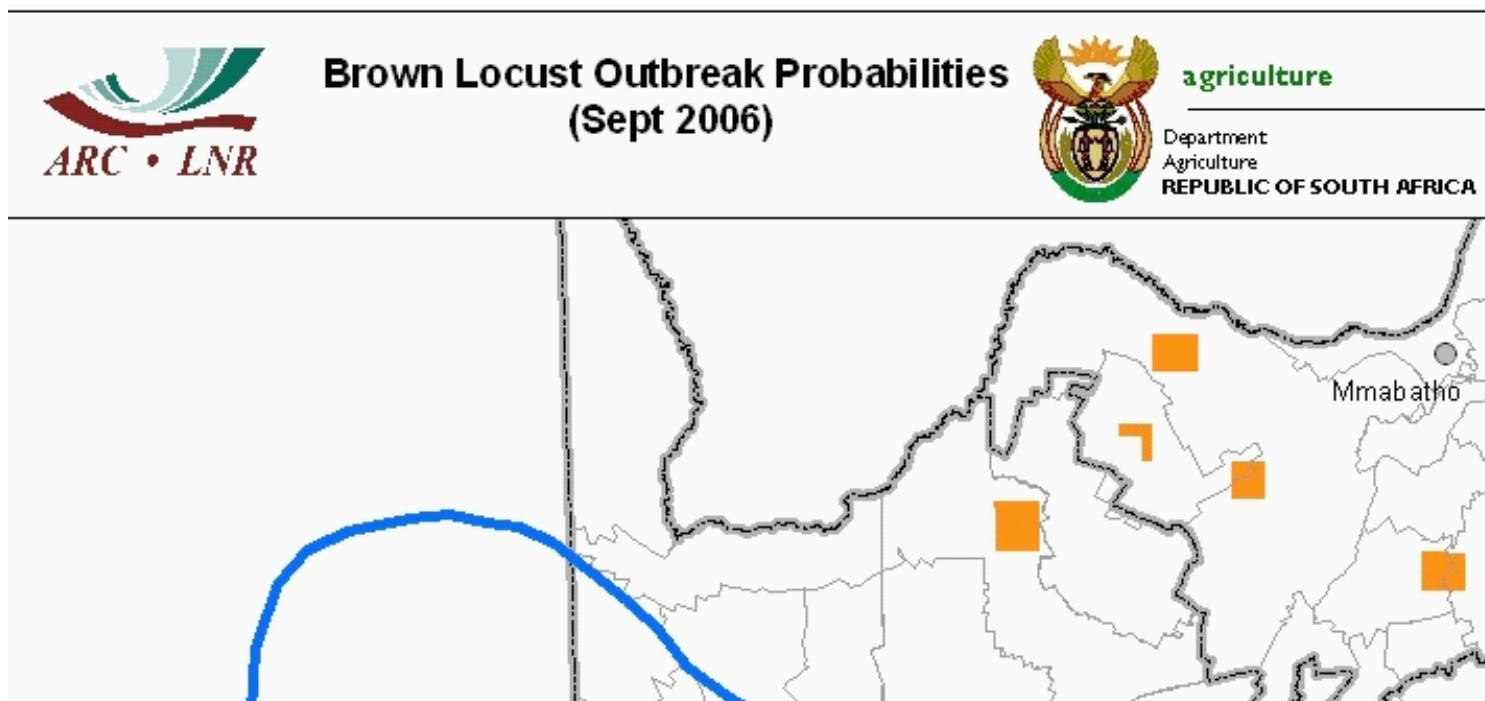 Brown Locust Outbreak Probabilities
(Sept 2006)
ARC • LNR
agriculture
Department
Agriculture
REPUBLIC OF SOUTH AFRICA
Mmabatho